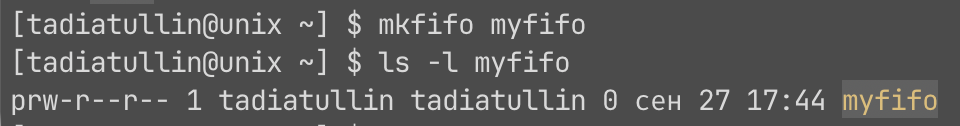 [tadiatullin@unix ~] $ mkfifo myfifo
[tadiatullin@unix ~] $ ls -l myfifo
prw-r--r-- 1 tadiatullin tadiatullin 0 сен 27 17:44 myfifo